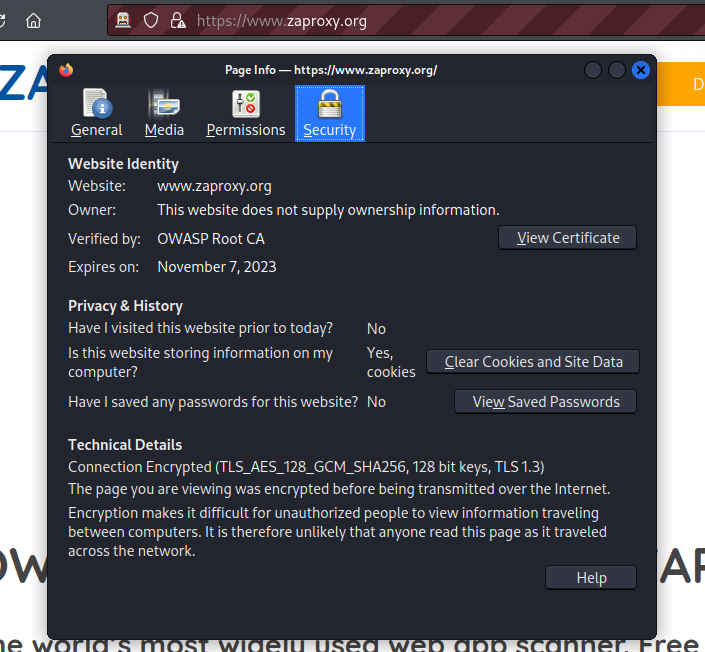 https://www.zaproxy.org
ZA
D
Page Info — https://www.zaproxy.org/
General Media Permissions Security
Website Identity
Website: www.zaproxy.org
Owner: This website does not supply ownership information.
Verified by: OWASP Root CA View Certificate
Expires on: November 7, 2023
Privacy & History
Have I visited this website prior to today? No
Is this website storing information on my computer? Yes, cookies Clear Cookies and Site Data
Have I saved any passwords for this website? No View Saved Passwords
Technical Details
Connection Encrypted (TLS_AES_128_GCM_SHA256, 128 bit keys, TLS 1.3)
The page you are viewing was encrypted before being transmitted over the Internet.
Encryption makes it difficult for unauthorized people to view information traveling
between computers. It is therefore unlikely that anyone read this page as it traveled
across the network.
Help
OW ZAP
he world's most widely used web app scanner. Free